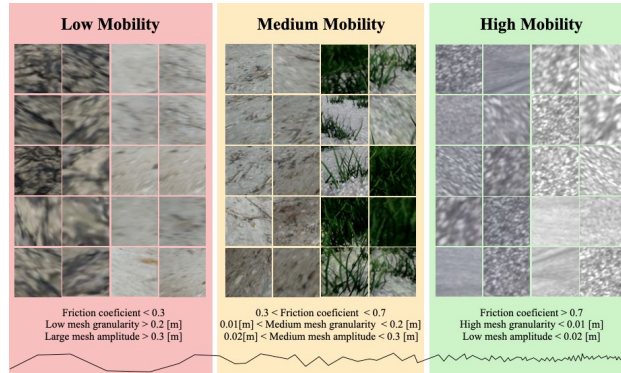 Low Mobility
Medium Mobility
High Mobility
Friction coeficient < 0.3
Low mesh granularity > 0.2 [m]
Large mesh amplitude > 0.3 [m]
0.3 < Friction coeficient < 0.7
0.01[m] < Medium mesh granularity < 0.2 [m]
0.02[m] < Medium mesh amplitude < 0.3 [m]
Friction coeficient > 0.7
High mesh granularity < 0.01 [m]
Low mesh amplitude < 0.02 [m]